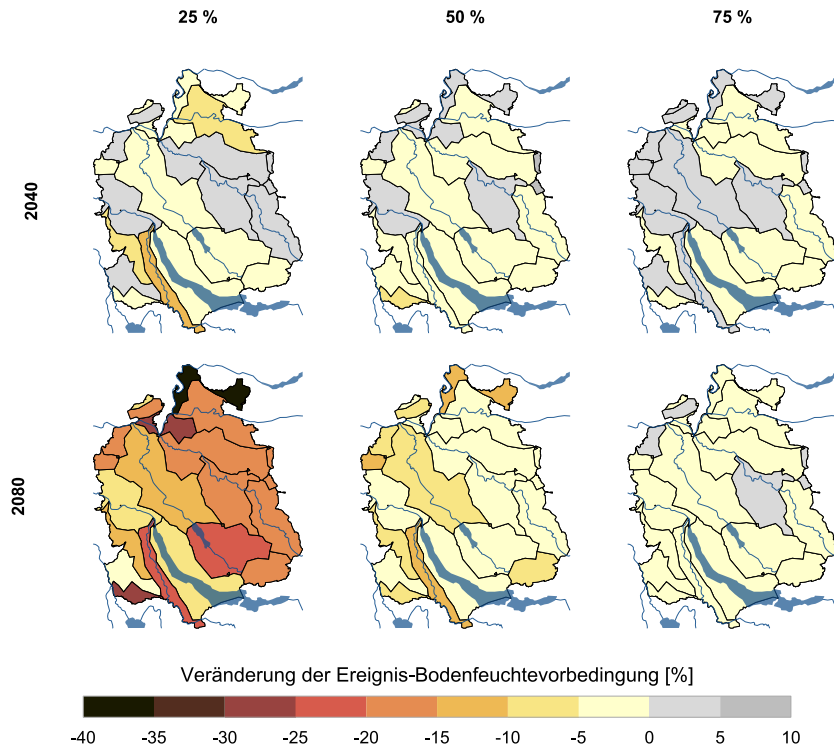 25 % 50 % 75 %
2040
2080
Veränderung der Ereignis-Bodenfeuchtevorbedingung [%]
-40 -35 -30 -25 -20 -15 -10 -5 0 5 10